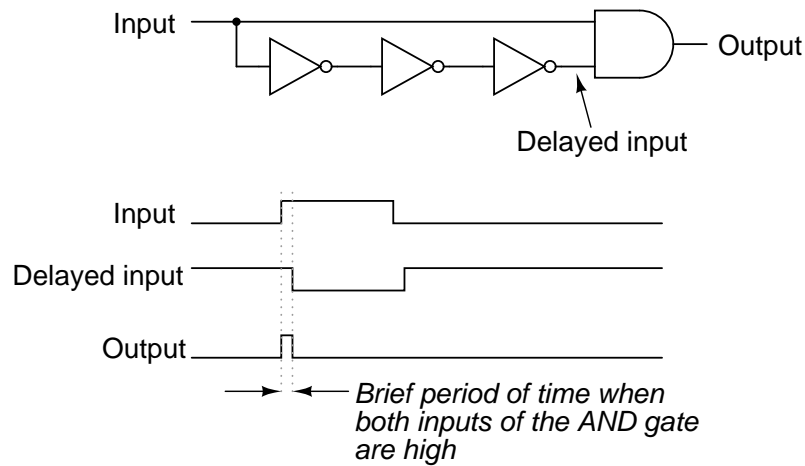 Input
Output
Delayed input
Input
Delayed input
Output
Brief period of time when
both inputs of the AND gate
are high